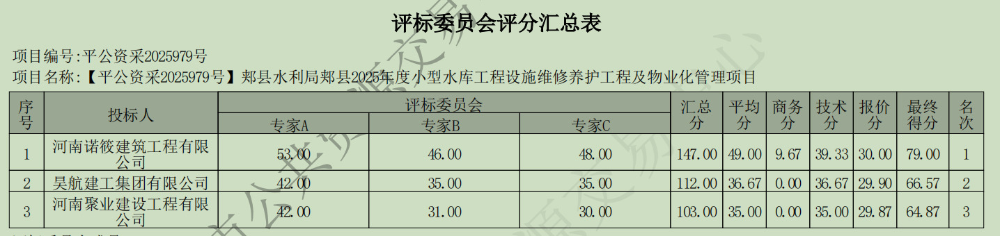 评标委员会评分汇总表
项目编号:平公资采2025979号
项目名称:【平公资采2025979号】郏县水利局郏县2025年度小型水库工程设施维修养护工程及物业化管理项目
序号 投标人 评标委员会 汇总分 平均分 商务分 技术分 报价分 最终得分 名次
专家A 专家B 专家C
1 河南诺筱建筑工程有限公司 53.00 46.00 48.00 147.00 49.00 9.67 39.33 30.00 79.00 1
2 昊航建工集团有限公司 42.00 35.00 35.00 112.00 36.67 0.00 36.67 29.90 66.57 2
3 河南聚业建设工程有限公司 42.00 31.00 30.00 103.00 35.00 0.00 35.00 29.87 64.87 3